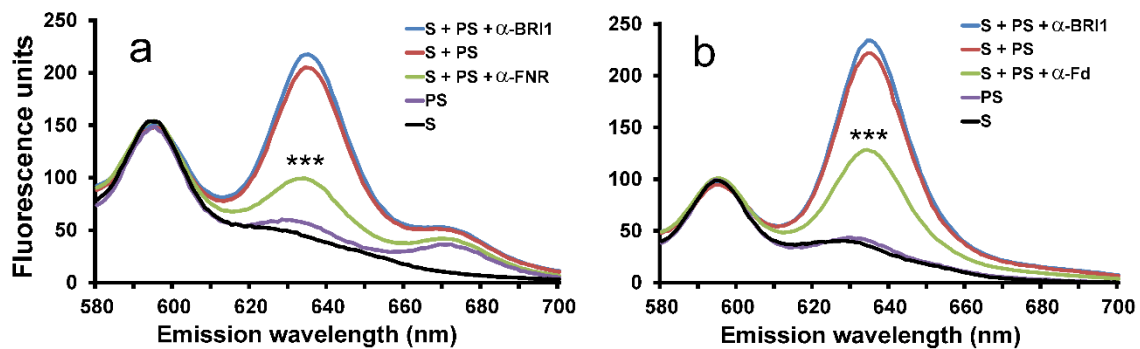 a
S + PS + α-BRI1
S + PS
S + PS + α-FNR
PS
S
***
Fluorescence units
250
200
150
100
50
0
580 600 620 640 660 680 700
Emission wavelength (nm)
b
S + PS + α-BRI1
S + PS
S + PS + α-Fd
PS
S
***
250
200
150
100
50
0
580 600 620 640 660 680 700
Emission wavelength (nm)